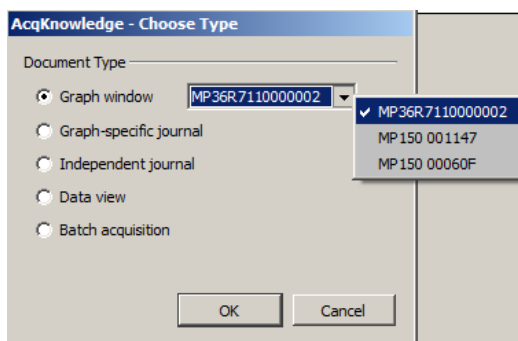 AcqKnowledge - Choose Type
Document Type
Graph window MP36R7110000002
MP36R7110000002
Graph-specific journal
MP150 001147
Independent journal
MP150 00060F
Data view
Batch acquisition
OK Cancel